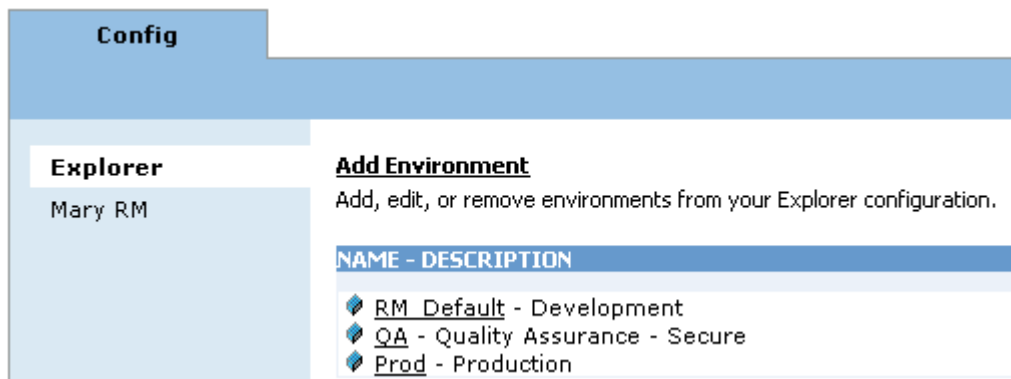 Config
Explorer
Mary RM
Add Environment
Add, edit, or remove environments from your Explorer configuration.
NAME - DESCRIPTION
RM_Default - Development
QA - Quality Assurance - Secure
Prod - Production